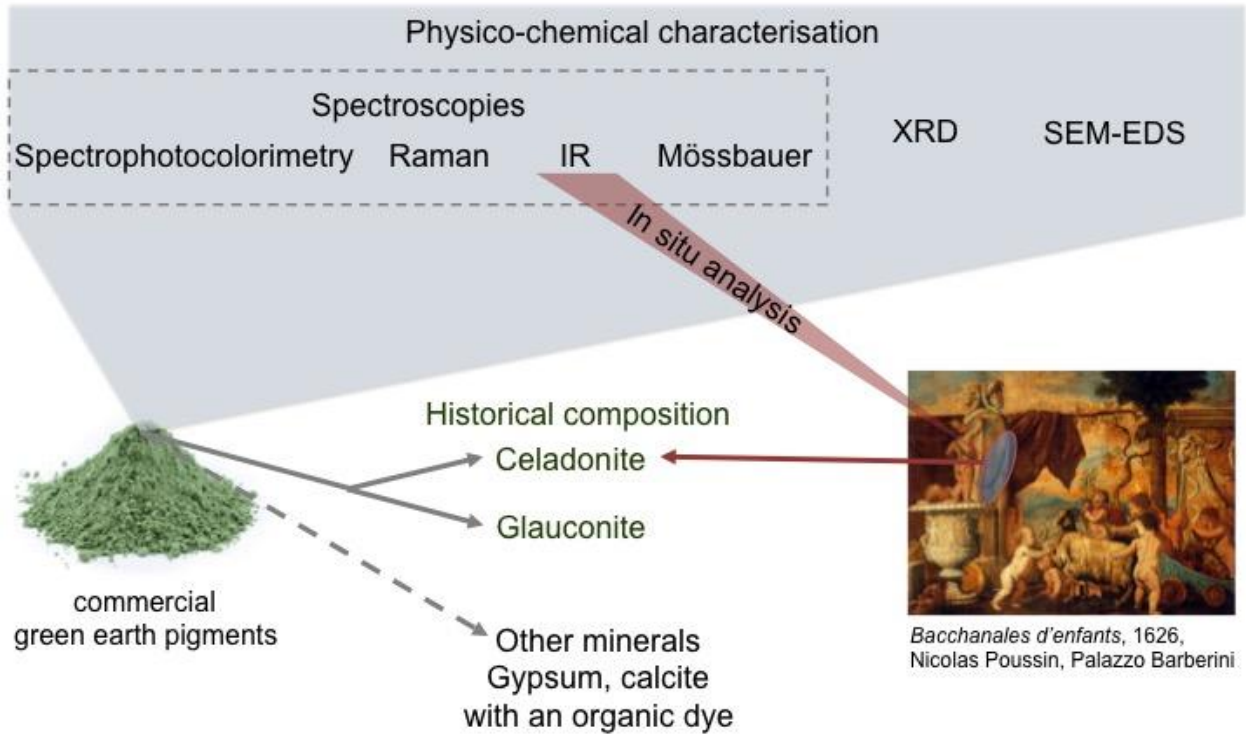 Physico-chemical characterisation
Spectroscopies
Spectrophotocolorimetry Raman IR Mössbauer
XRD SEM-EDS
In situ analysis
Historical composition
Celadonite
Glauconite
commercial
green earth pigments
Other minerals
Gypsum, calcite
with an organic dye
Bacchanales d'enfants, 1626,
Nicolas Poussin, Palazzo Barberini